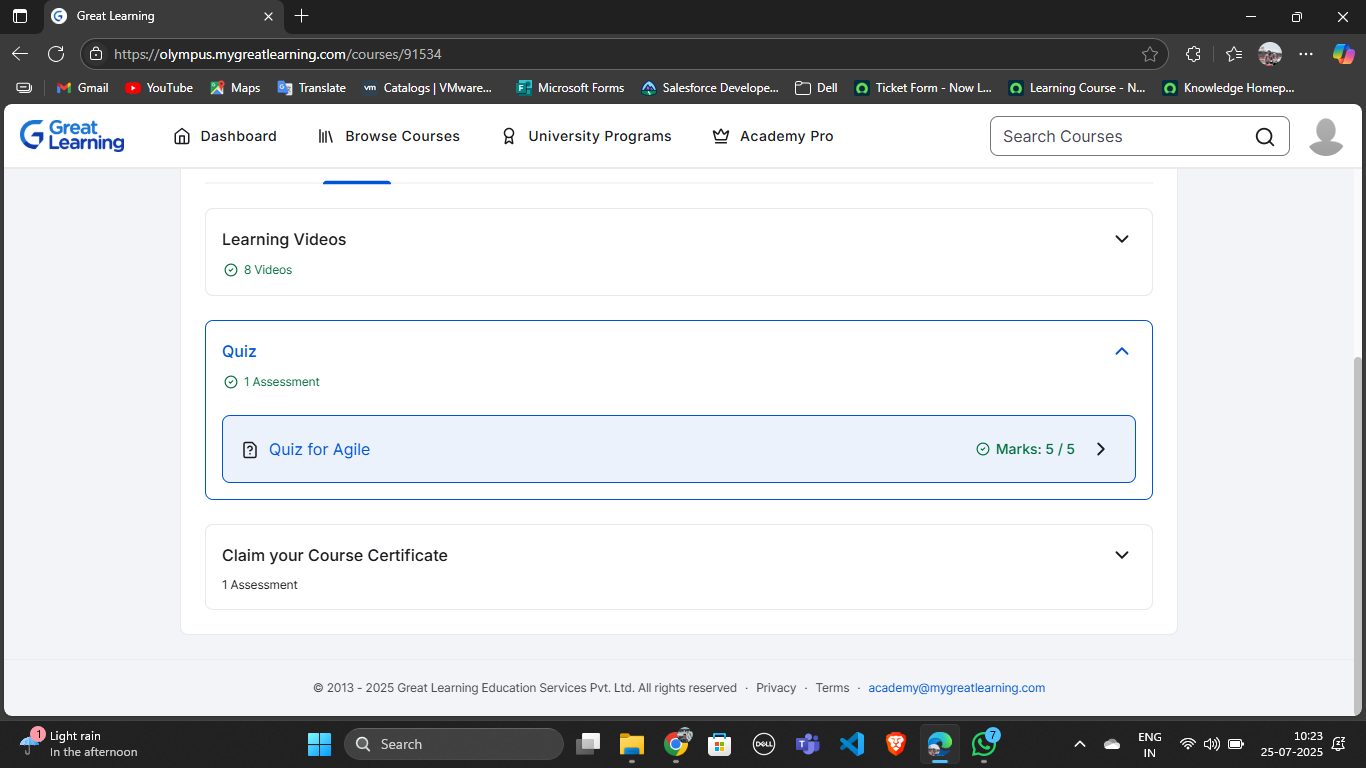 Great Learning
https://olympus.mygreatlearning.com/courses/91534
Gmail YouTube Maps Translate vm Catalogs | VMware... Microsoft Forms Salesforce Develope... Dell Ticket Form - Now L... Learning Course - N... Knowledge Homep...
Great Learning Dashboard Browse Courses University Programs Academy Pro Search Courses
Learning Videos
8 Videos
Quiz
1 Assessment
Quiz for Agile Marks: 5 / 5
Claim your Course Certificate
1 Assessment
© 2013 - 2025 Great Learning Education Services Pvt. Ltd. All rights reserved · Privacy · Terms · academy@mygreatlearning.com
1 Light rain
In the afternoon
Search
DELL
7
ENG
IN
10:23
25-07-2025